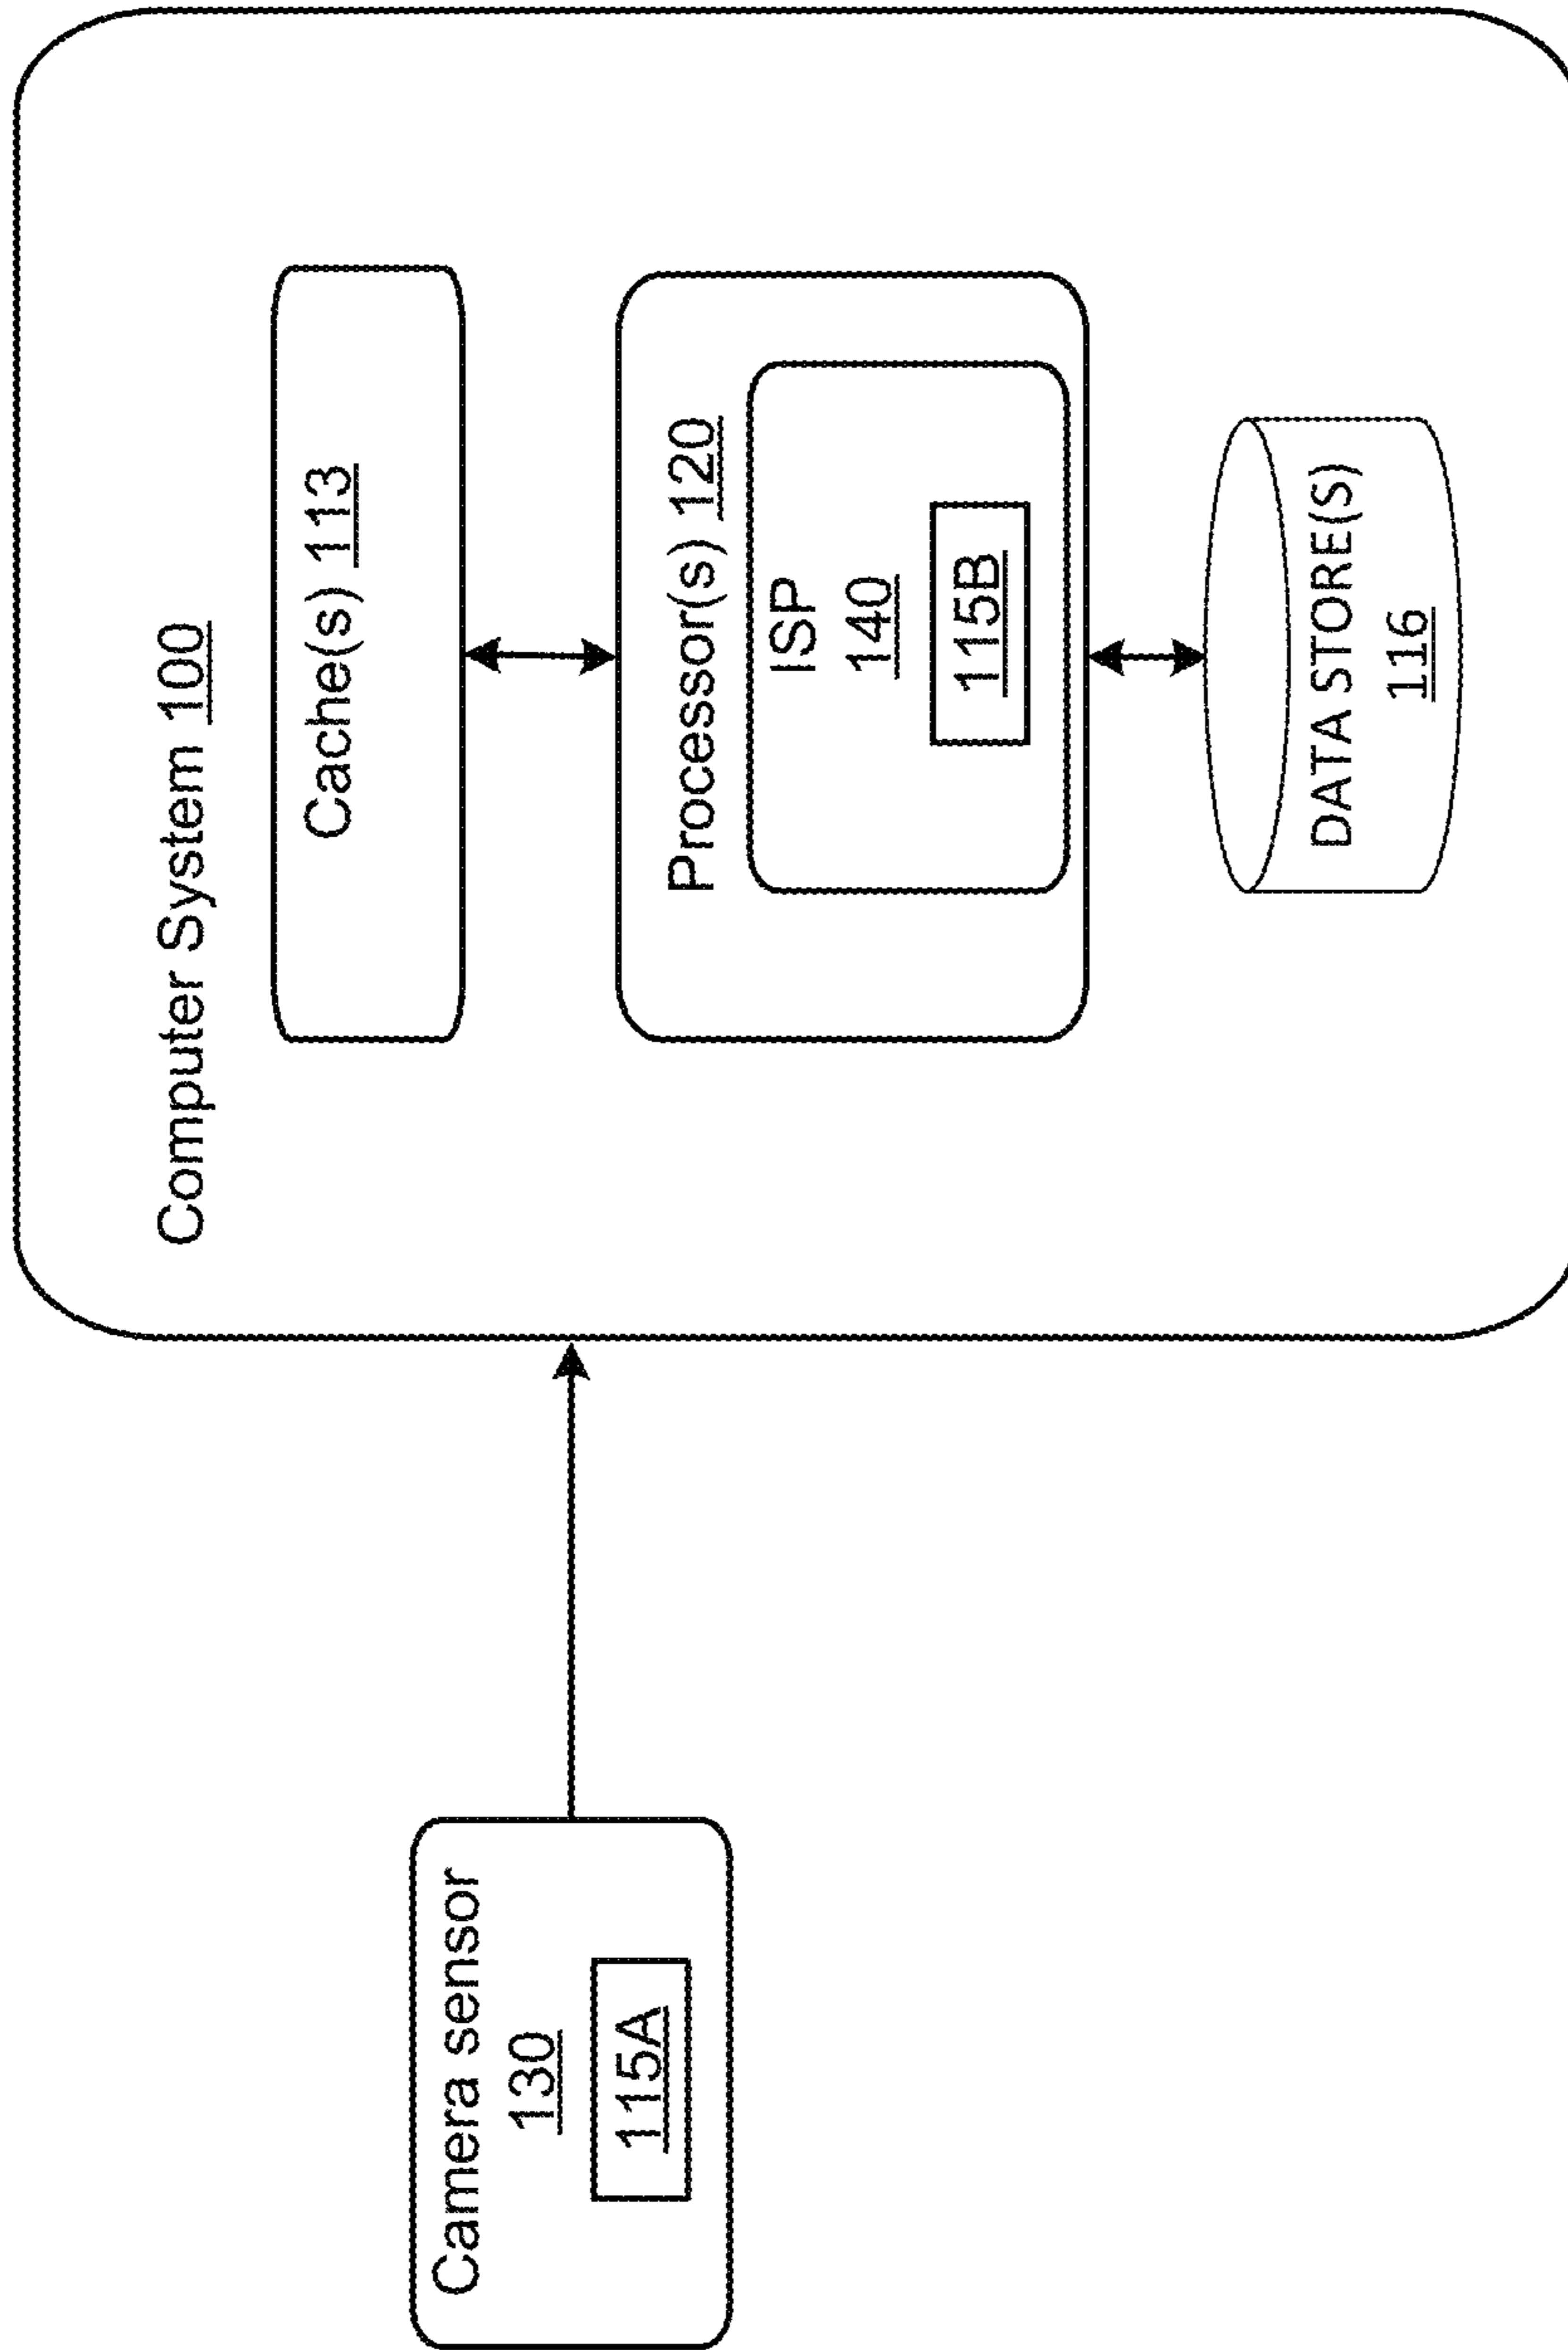 Computer System 100
Cache(s) 113
Camera sensor
130
115A
Processor(s) 120
ISP
140
115B
DATA STORE(S)
116